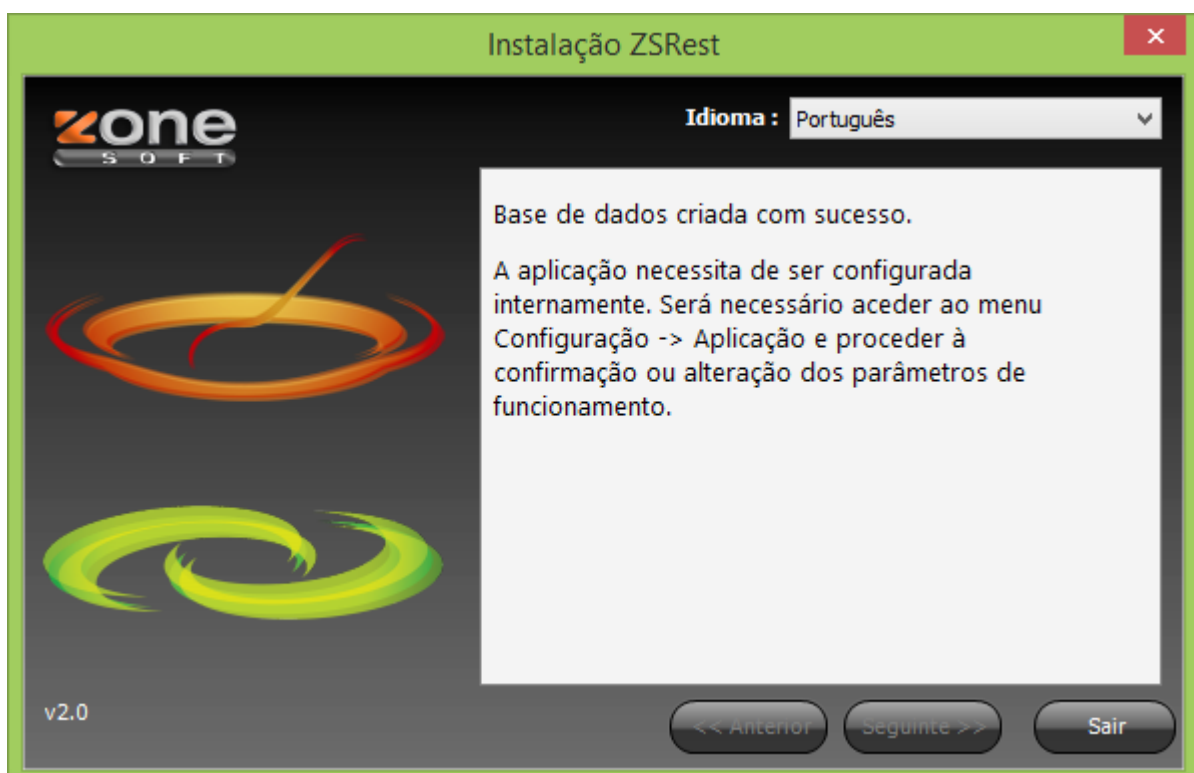 Instalação ZSRest
zone
SOFT
Idioma :
Português
Base de dados criada com sucesso.
A aplicação necessita de ser configurada
internamente. Será necessário aceder ao menu
Configuração -> Aplicação e proceder à
confirmação ou alteração dos parâmetros de
funcionamento.
v2.0
<< Anterior
Seguinte >>
Sair